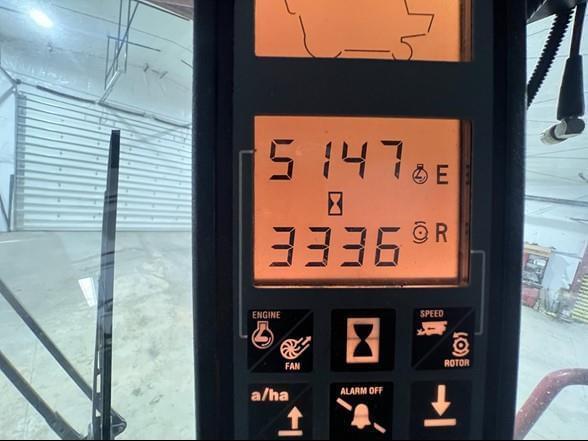 5147 E
3336 R
ENGINE
FAN
SPEED
ROTOR
a/ha
ALARM OFF